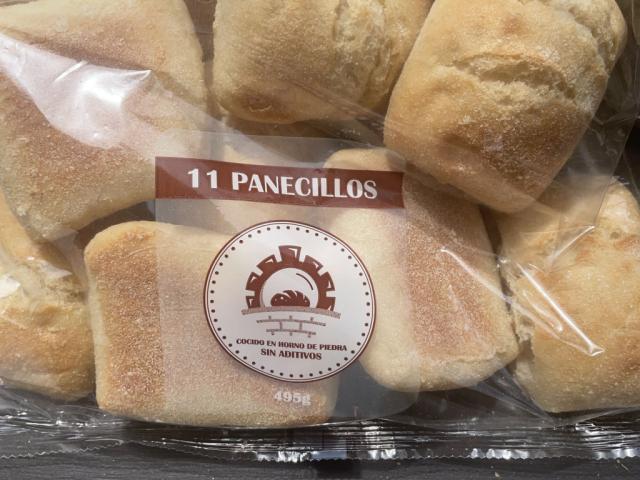 11 PANECILLOS
COCIDO EN HORNO DE PIEDRA
SIN ADITIVOS
495g